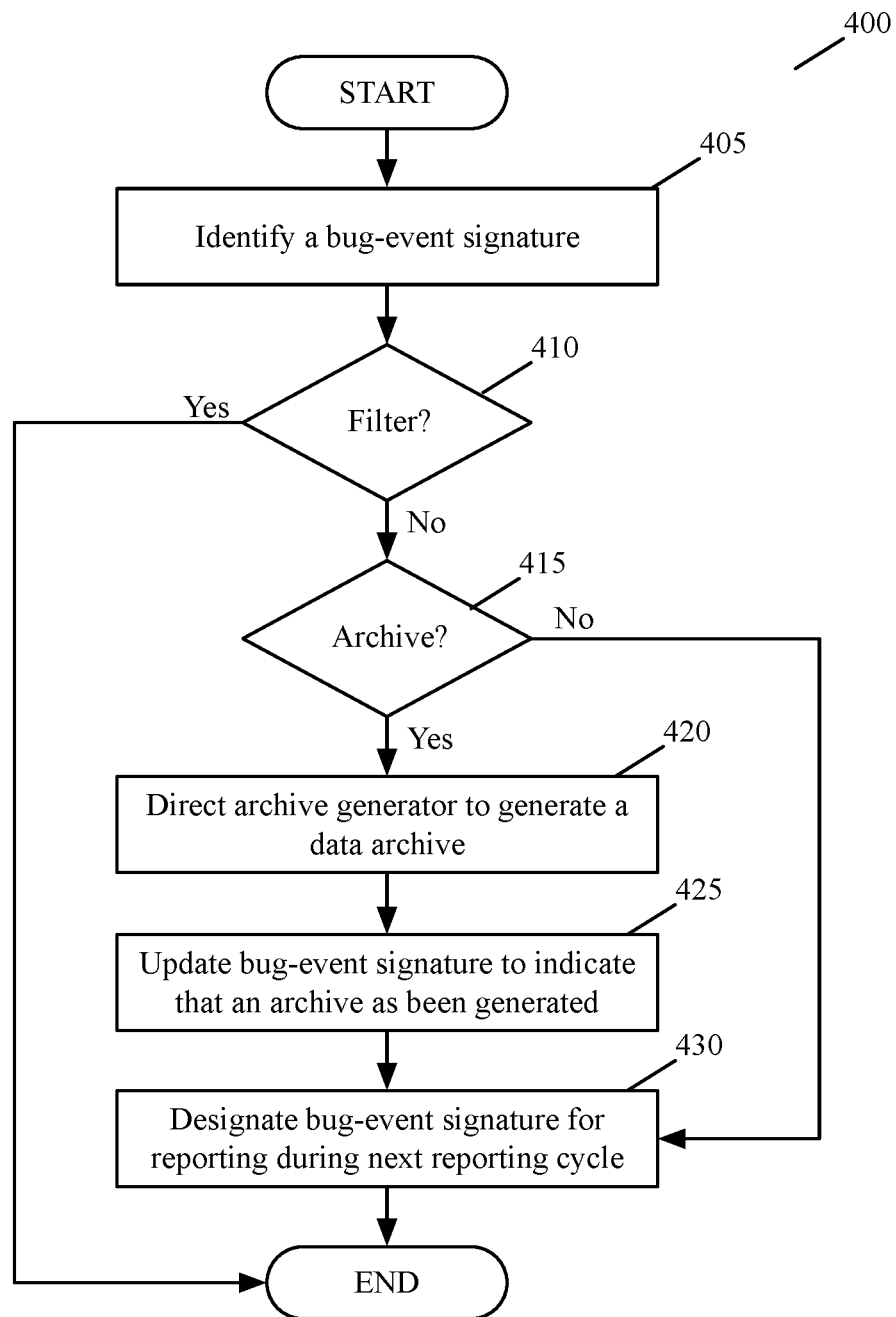 400
START
405
Identify a bug-event signature
410
Yes
Filter?
No
415
No
Archive?
Yes
420
Direct archive generator to generate a
data archive
425
Update bug-event signature to indicate
that an archive as been generated
430
Designate bug-event signature for
reporting during next reporting cycle
END